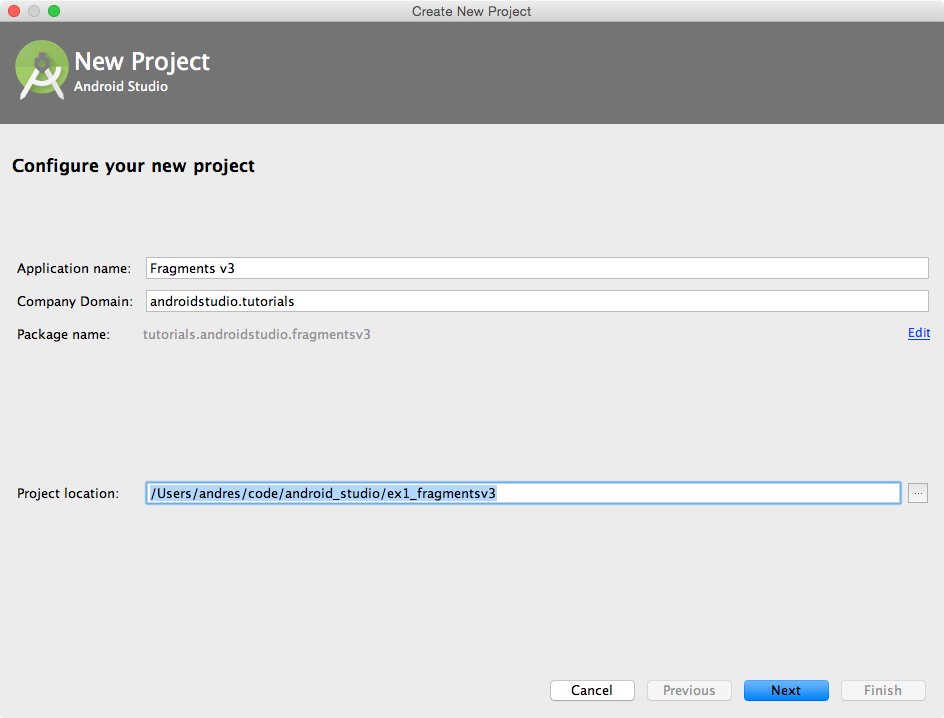 Create New Project
New Project
Android Studio
Configure your new project
Application name: Fragments v3
Company Domain: androidstudio.tutorials
Package name: tutorials.androidstudio.fragmentsv3 Edit
Project location: /Users/andres/code/android_studio/ex1_fragmentsv3 ...
Cancel Previous Next Finish